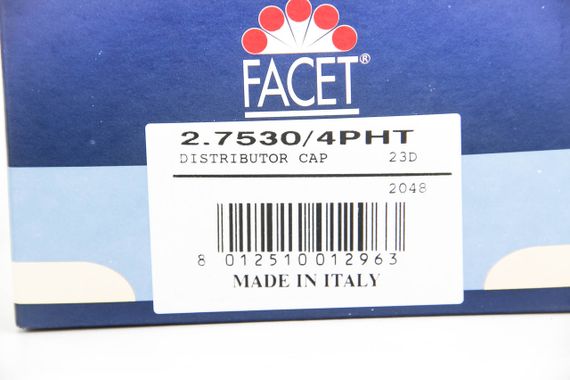 FACET®
2.7530/4PHT
DISTRIBUTOR CAP 23D
2048
8 012510 012963
MADE IN ITALY